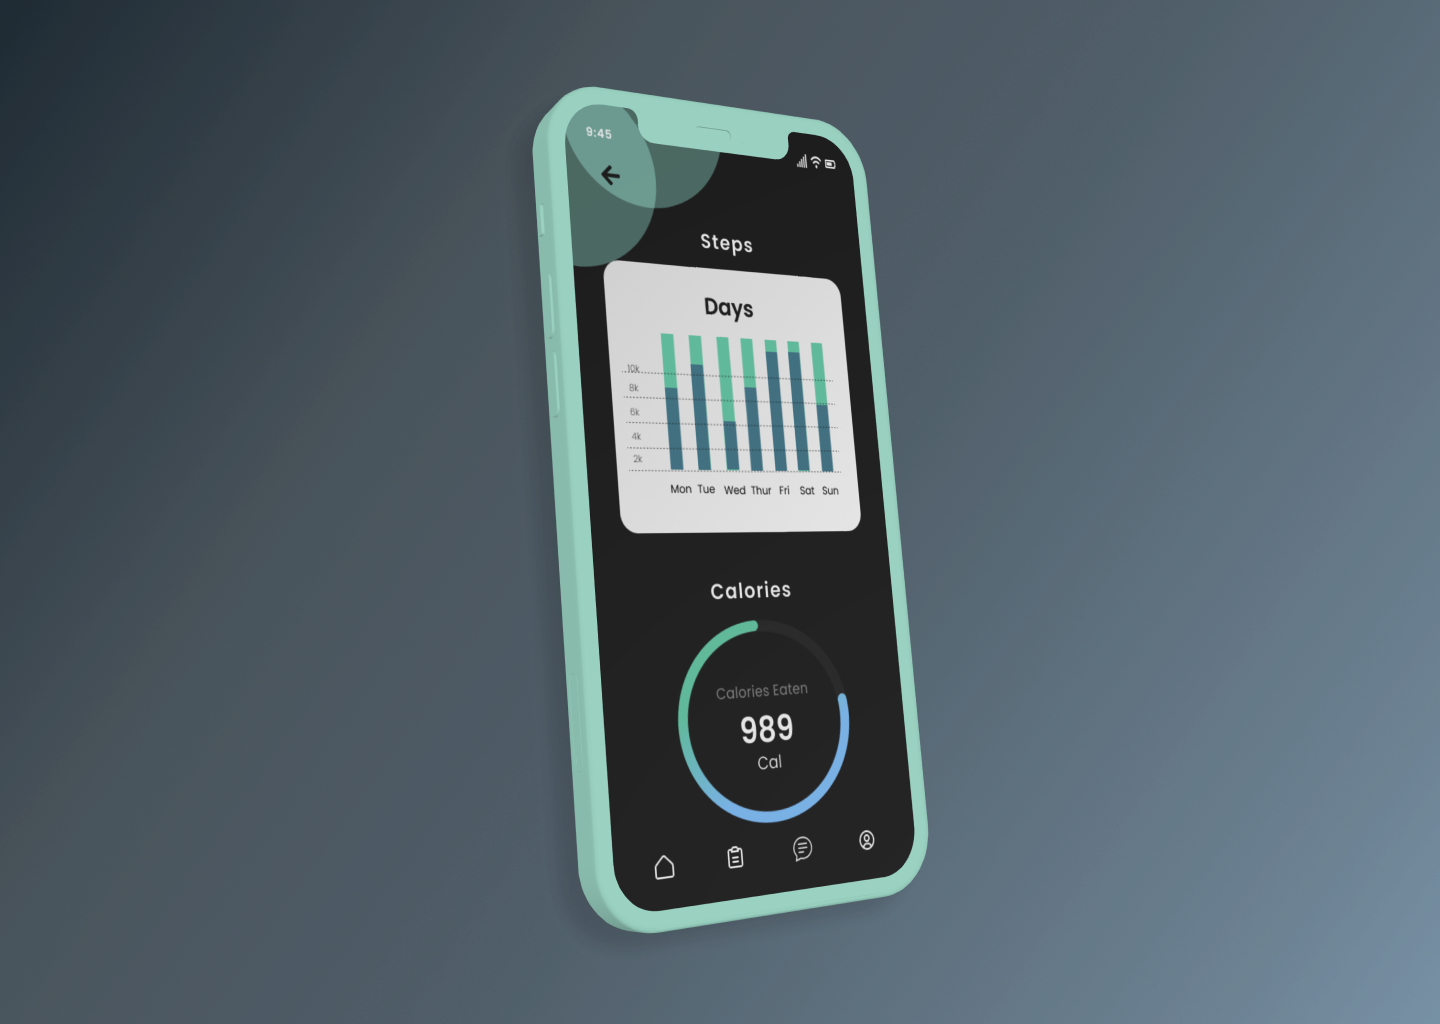 9:45
Steps
Days
10k
8k
6k
4k
2k
Mon Tue Wed Thur Fri Sat Sun
Calories
Calories Eaten
989
Cal